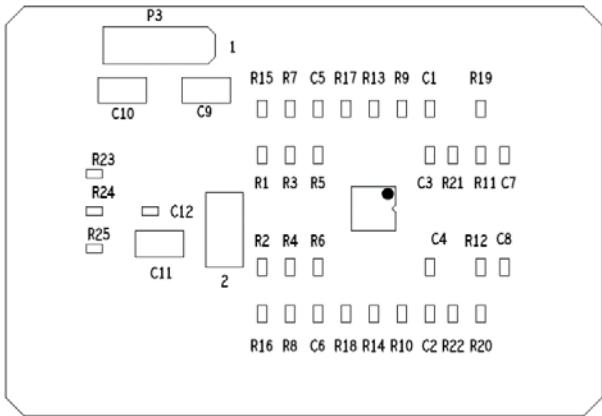 P3
1
C10 C9
R15 R7 C5 R17 R13 R9 C1 R19
R23
R1 R3 R5 C3 R21 R11 C7
R24
C12
R25
R2 R4 R6 C4 R12 C8
C11
2
R16 R8 C6 R18 R14 R10 C2 R22 R20